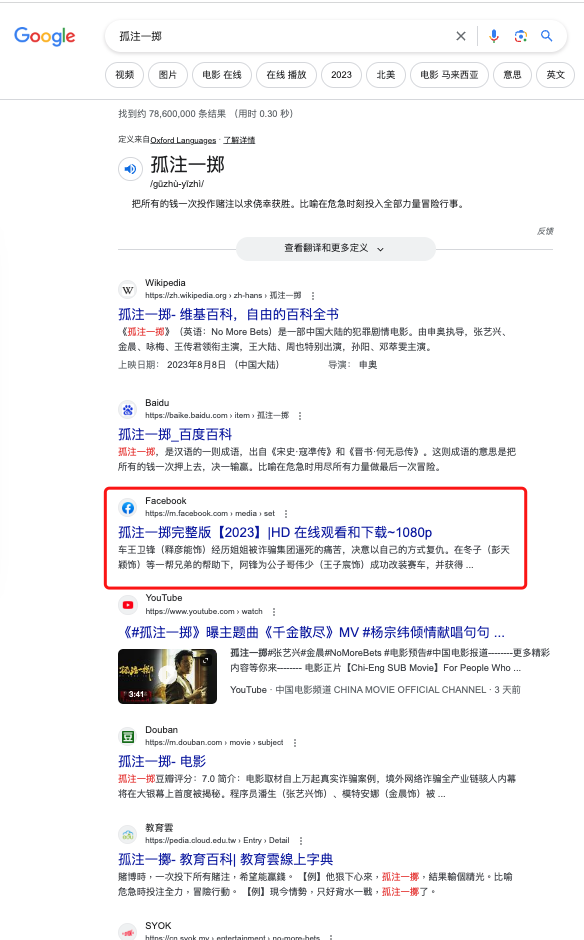 Google
孤注一掷
视频
图片
电影 在线
在线 播放
2023
北美
电影 马来西亚
意思
英文
找到约 78,600,000 条结果 （用时 0.30 秒）
定义来自Oxford Languages · 了解详情
孤注一掷
/gūzhù-yīzhì/
把所有的钱一次投作赌注以求侥幸获胜。比喻在危急时刻投入全部力量冒险行事。
反馈
查看翻译和更多定义
W
Wikipedia
https://zh.wikipedia.org › zh-hans › 孤注一掷
孤注一掷- 维基百科，自由的百科全书
《孤注一掷》（英语：No More Bets）是一部中国大陆的犯罪剧情电影。由申奥执导，张艺兴、
金晨、咏梅、王传君领衔主演，王大陆、周也特别出演，孙阳、邓萃雯主演。
上映日期： 2023年8月8日 （中国大陆） 导演： 申奥
Baidu
https://baike.baidu.com › item › 孤注一掷
孤注一掷_百度百科
孤注一掷，是汉语的一则成语，出自《宋史·寇準传》和《晋书·何无忌传》。这则成语的意思是把
所有的钱一次押上去，决一输赢。比喻在危急时用尽所有力量做最后一次冒险。
Facebook
https://m.facebook.com › media › set
孤注一掷完整版【2023】|HD 在线观看和下载~1080p
车王卫锋（释彦能饰）经历姐姐被诈骗集团逼死的痛苦，决意以自己的方式复仇。在冬子（彭天
颖饰）等一帮兄弟的帮助下，阿锋为公子哥伟少（王子宸饰）成功改装赛车，并获得 ...
YouTube
https://www.youtube.com › watch
《#孤注一掷》曝主题曲《千金散尽》MV #杨宗纬倾情献唱句句 ...
孤注一掷
3:41
孤注一掷#张艺兴#金晨#NoMoreBets #电影预告#中国电影报道--------更多精彩
内容等你来-------- 电影正片【Chi-Eng SUB Movie】For People Who ...
YouTube · 中国电影频道 CHINA MOVIE OFFICIAL CHANNEL · 3 天前
Douban
https://m.douban.com › movie › subject
孤注一掷- 电影
孤注一掷豆瓣评分：7.0 简介：电影取材自上万起真实诈骗案例，境外网络诈骗全产业链骇人内幕
将在大银幕上首度被揭秘。程序员潘生（张艺兴饰）、模特安娜（金晨饰）被 ...
教育雲
https://pedia.cloud.edu.tw › Entry › Detail
孤注一擲- 教育百科| 教育雲線上字典
賭博時，一次投下所有賭注，希望能贏錢。 【例】他狠下心來，孤注一擲，結果輸個精光。比喻
危急時投注全力，冒險行動。 【例】現今情勢，只好背水一戰，孤注一擲了。
SYOK
https://cn.syok.my › entertainment › no-more-bets